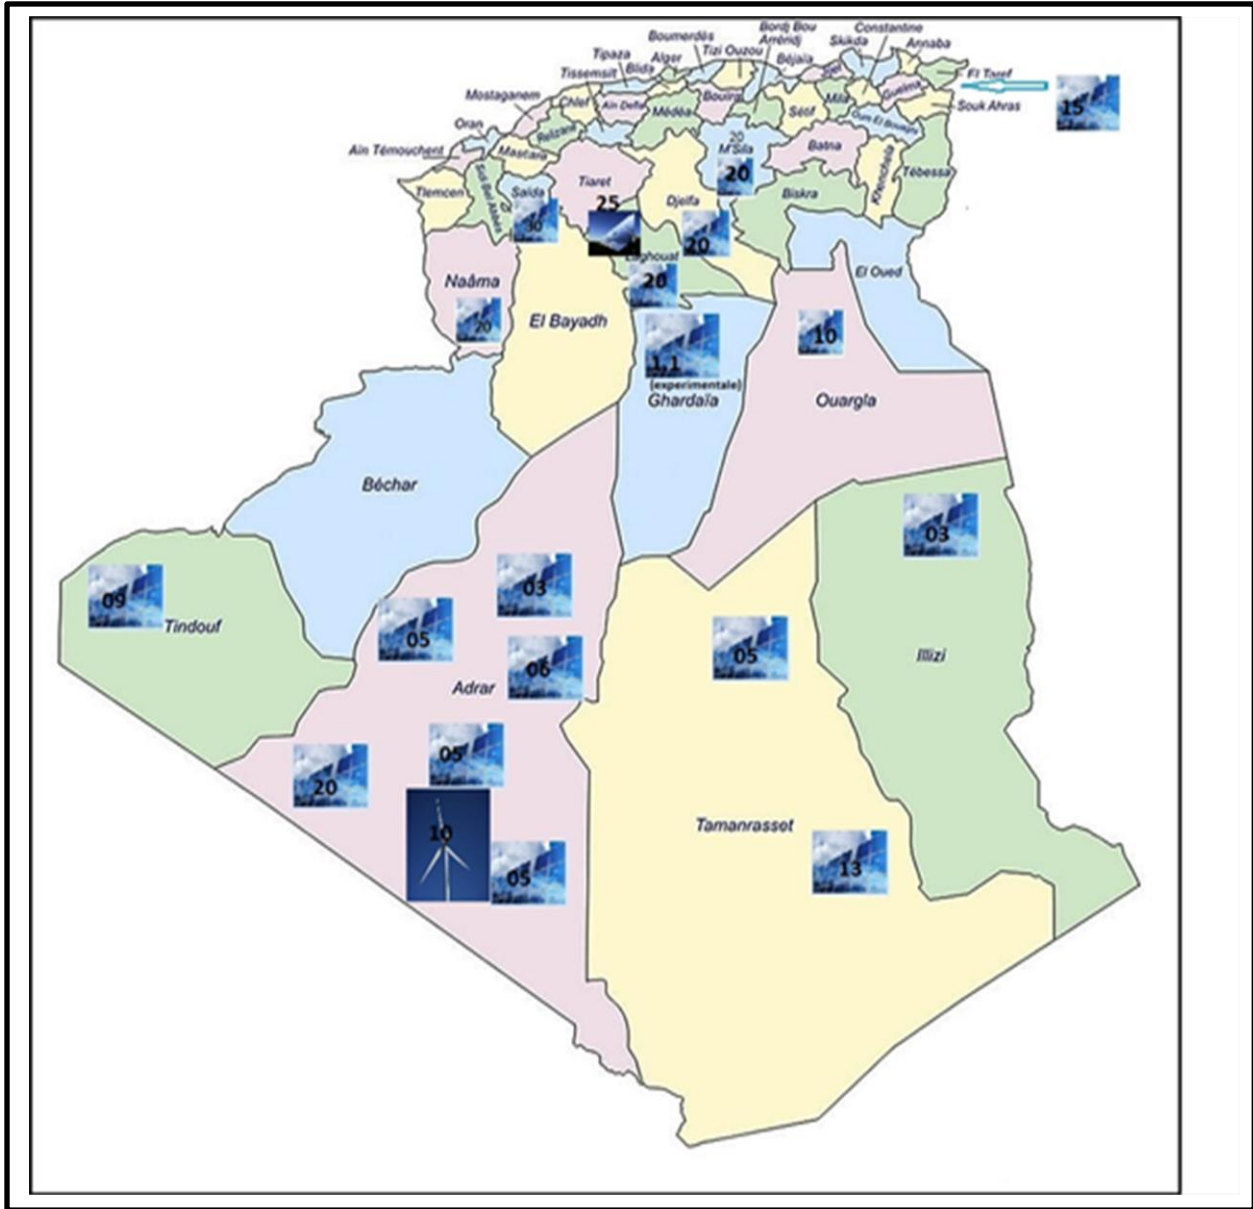 Bordj Bou
Arréridj
Constantine
Boumerdès
Skikda
Annaba
Tizi Ouzou
Tipaza
Alger
Béjaïa
Jijel
Tissemsilt
Blida
El Taref
Mostaganem
Chlef
Aïn Defla
Médéa
Bouira
Sétif
Mila
Guelma
15
Souk Ahras
Oran
Relizane
Oum El Bouaghi
20
M'Sila
Aïn Témouchent
Mascara
Batna
Khenchela
Tébessa
Tlemcen
Sidi Bel Abbès
Saïda
Tiaret
20
Djelfa
Biskra
30
25
20
Laghouat
El Oued
Naâma
20
20
El Bayadh
10
1,1
(experimentale)
Ghardaïa
Ouargla
Béchar
03
03
09
Tindouf
05
05
06
Illizi
Adrar
05
20
10
Tamanrasset
13
05